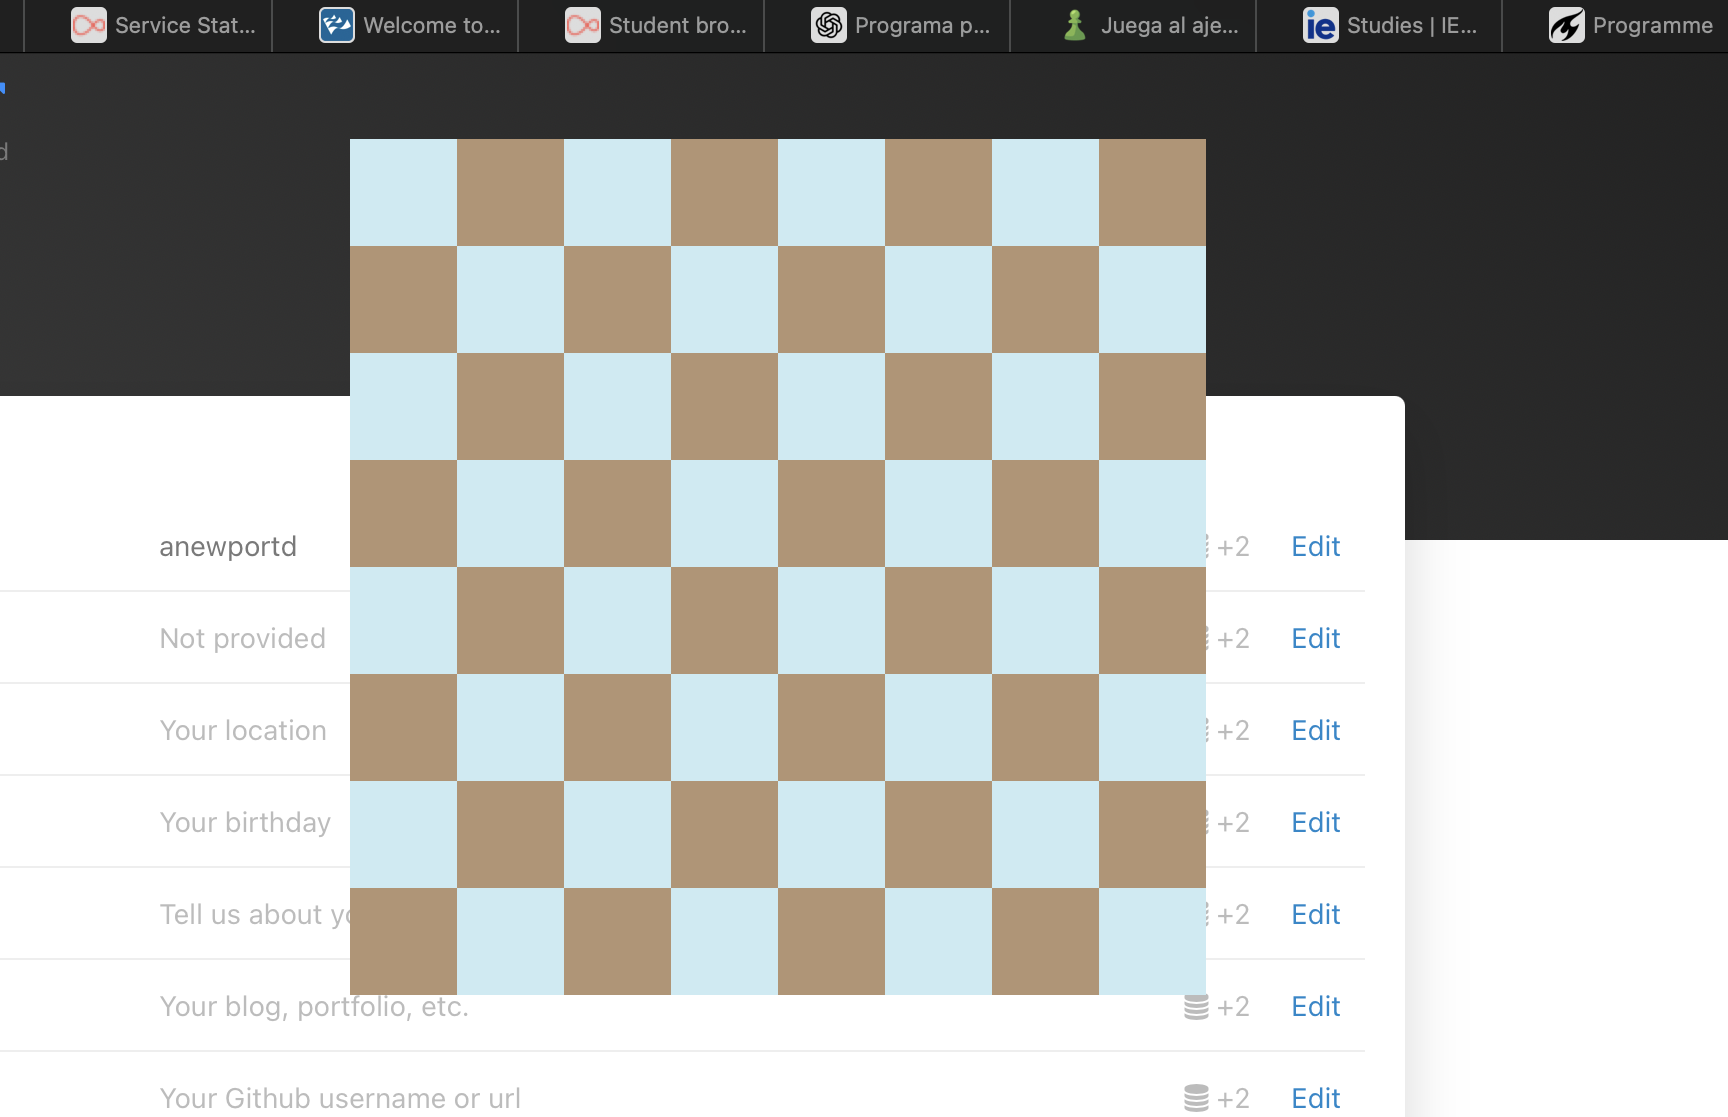 Service Stat...
Welcome to...
Student bro...
Programa p...
Juega al aje...
ie Studies | IE...
Programme
d
anewportd +2 Edit
Not provided +2 Edit
Your location +2 Edit
Your birthday +2 Edit
Tell us about yo +2 Edit
Your blog, portfolio, etc. +2 Edit
Your Github username or url +2 Edit